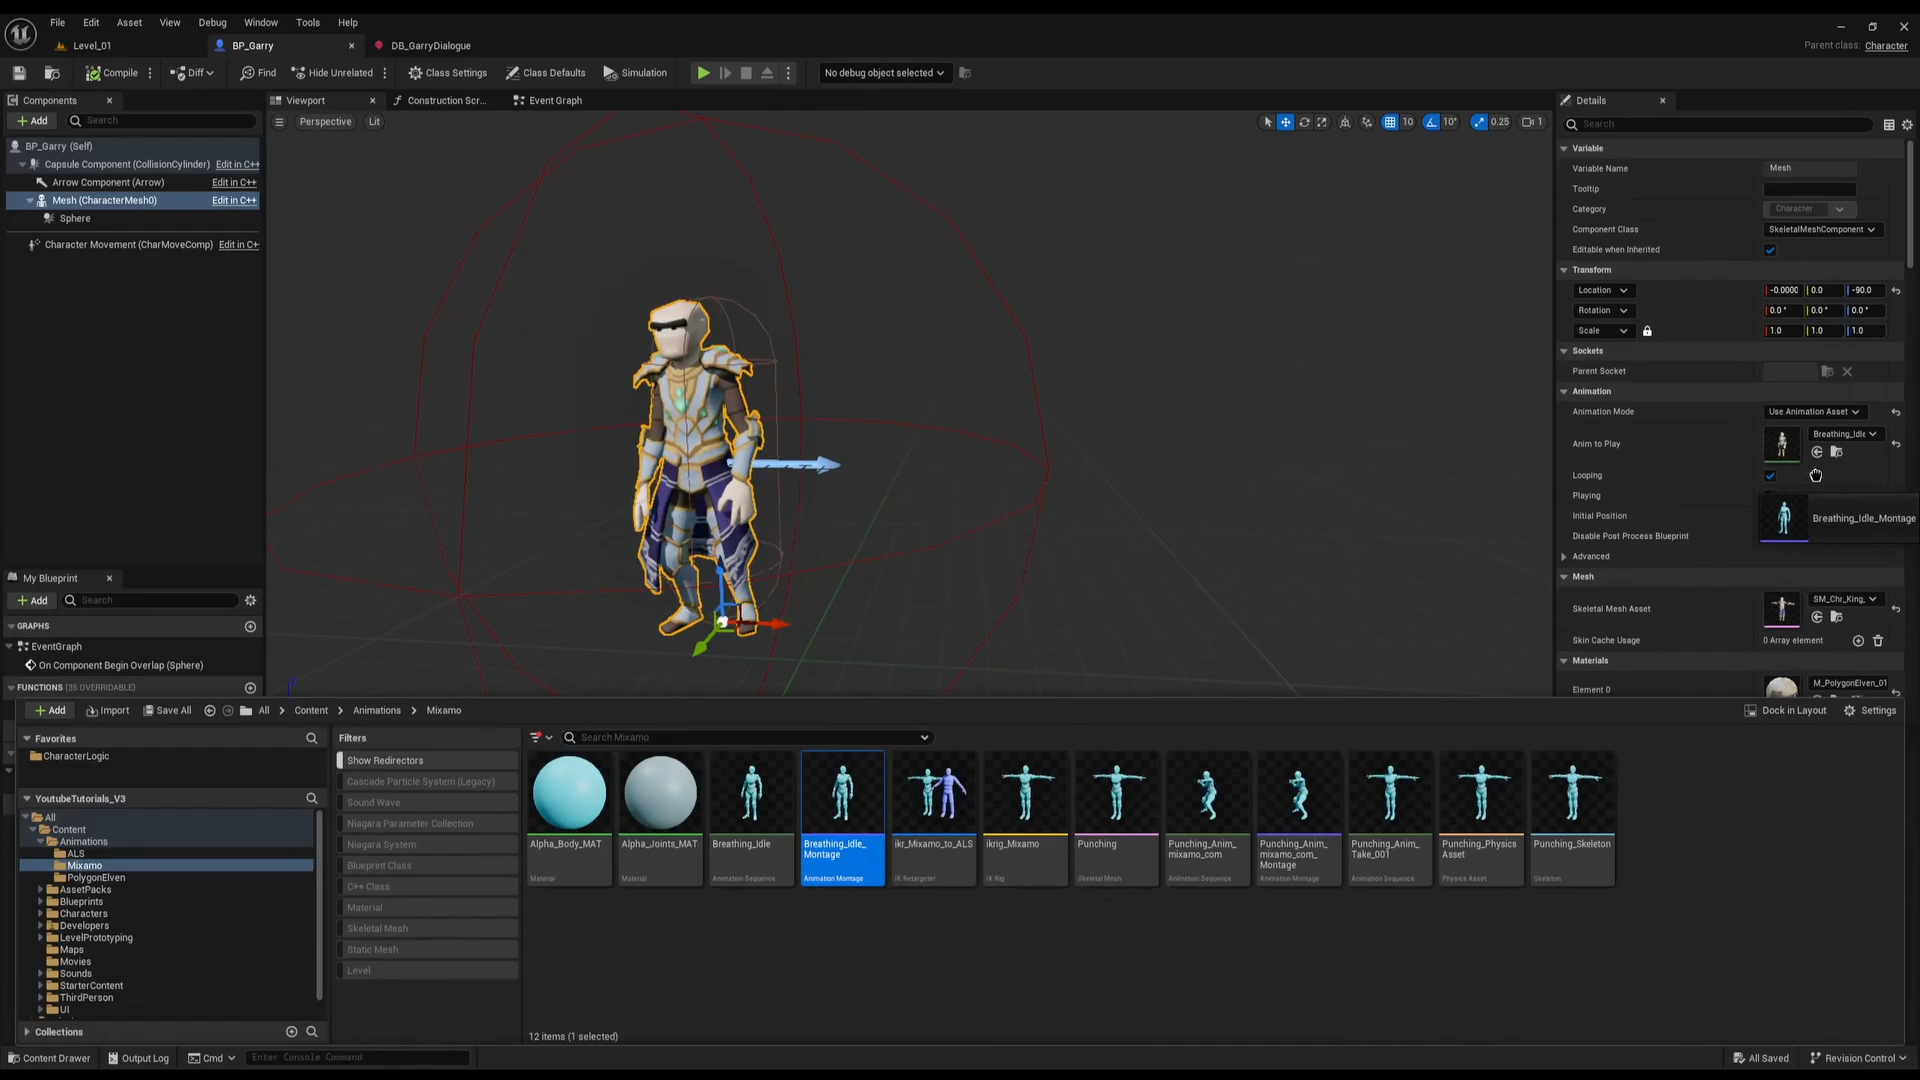 File Edit Asset View Debug Window Tools Help
Level_01 BP_Garry DB_GarryDialogue Parent class: Character
Compile Diff Find Hide Unrelated Class Settings Class Defaults Simulation No debug object selected
Components Viewport Construction Scr... Event Graph Details
Add Search Perspective Lit 10 10° 0.25 1 Search
BP_Garry (Self)
Capsule Component (CollisionCylinder) Edit in C++
Arrow Component (Arrow) Edit in C++
Mesh (CharacterMesh0) Edit in C++
Sphere
Character Movement (CharMoveComp) Edit in C++
Variable
Variable Name Mesh
Tooltip
Category Character
Component Class SkeletalMeshComponent
Editable when Inherited
Transform
Location -0.0000 0.0 -90.0
Rotation 0.0° 0.0° 0.0°
Scale 1.0 1.0 1.0
Sockets
Parent Socket
Animation
Animation Mode Use Animation Asset
Anim to Play Breathing_Idle
Looping
Playing
Initial Position Breathing_Idle_Montage
Disable Post Process Blueprint
Advanced
Mesh
Skeletal Mesh Asset SM_Chr_King_
Skin Cache Usage 0 Array element
Materials
Element 0 M_PolygonElven_01
My Blueprint
Add Search
GRAPHS
EventGraph
On Component Begin Overlap (Sphere)
FUNCTIONS (35 OVERRIDABLE)
Add Import Save All All Content Animations Mixamo Dock in Layout Settings
Favorites
CharacterLogic
YoutubeTutorials_V3
All
Content
Animations
ALS
Mixamo
PolygonElven
AssetPacks
Blueprints
Characters
Developers
LevelPrototyping
Maps
Movies
Sounds
StarterContent
ThirdPerson
UI
Collections
Filters
Show Redirectors
Cascade Particle System (Legacy)
Sound Wave
Niagara Parameter Collection
Niagara System
Blueprint Class
C++ Class
Material
Skeletal Mesh
Static Mesh
Level
Search Mixamo
Alpha_Body_MAT
Material
Alpha_Joints_MAT
Material
Breathing_Idle
Animation Sequence
Breathing_Idle_
Montage
Animation Montage
ikr_Mixamo_to_ALS
IK Retargeter
ikrig_Mixamo
IK Rig
Punching
Skeletal Mesh
Punching_Anim_
mixamo_com
Animation Sequence
Punching_Anim_
mixamo_com_
Montage
Animation Montage
Punching_Anim_
Take_001
Animation Sequence
Punching_Physics
Asset
Physics Asset
Punching_Skeleton
Skeleton
12 items (1 selected)
Content Drawer Output Log Cmd Enter Console Command All Saved Revision Control